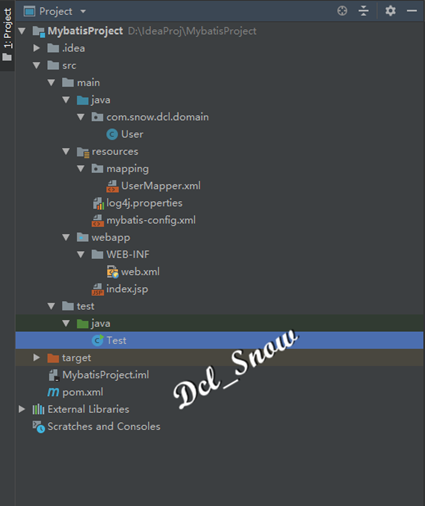 1: Project
Project
MybatisProject D:\IdeaProj\MybatisProject
.idea
src
main
java
com.snow.dcl.domain
User
resources
mapping
UserMapper.xml
log4j.properties
mybatis-config.xml
webapp
WEB-INF
web.xml
index.jsp
test
java
Test
target
MybatisProject.iml
pom.xml
External Libraries
Scratches and Consoles
Dcl_Snow